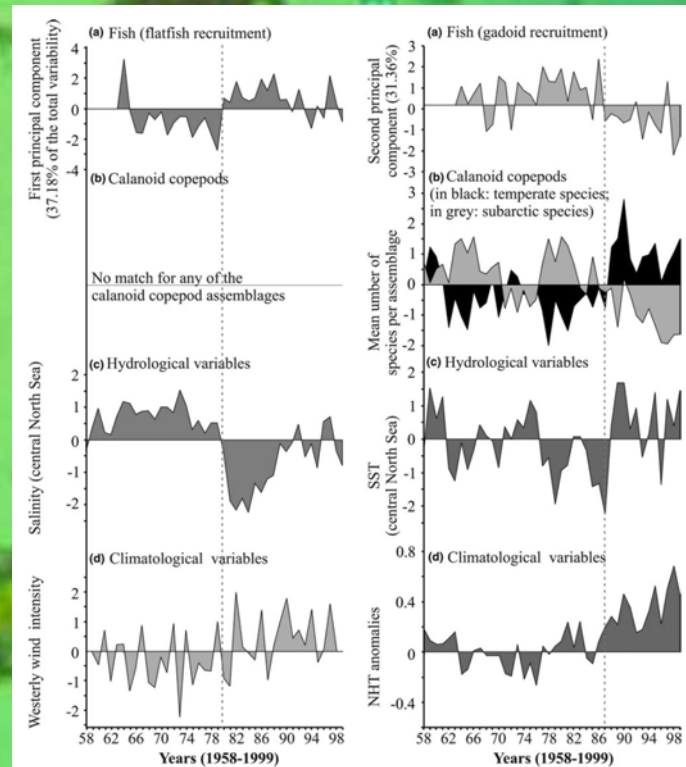 (a) Fish (flatfish recruitment)
First principal component
(37.18% of the total variability)
4
2
0
-2
-4
(b) Calanoid copepods
No match for any of the
calanoid copepod assemblages
(c) Hydrological variables
Salinity (central North Sea)
2
1
0
-1
-2
(d) Climatological variables
Westerly wind intensity
2
1
0
-1
-2
58 62 66 70 74 78 82 86 90 94 98
Years (1958-1999)
(a) Fish (gadoid recruitment)
Second principal
component (31.36%)
3
2
1
0
-1
-2
-3
(b) Calanoid copepods
(in black: temperate species;
in grey: subarctic species)
Mean umber of
species per assemblage
3
2
1
0
-1
-2
(c) Hydrological variables
SST
(central North Sea)
2
1
0
-1
-2
(d) Climatological variables
NHT anomalies
0.8
0.4
0
-0.4
58 62 66 70 74 78 82 86 90 94 98
Years (1958-1999)